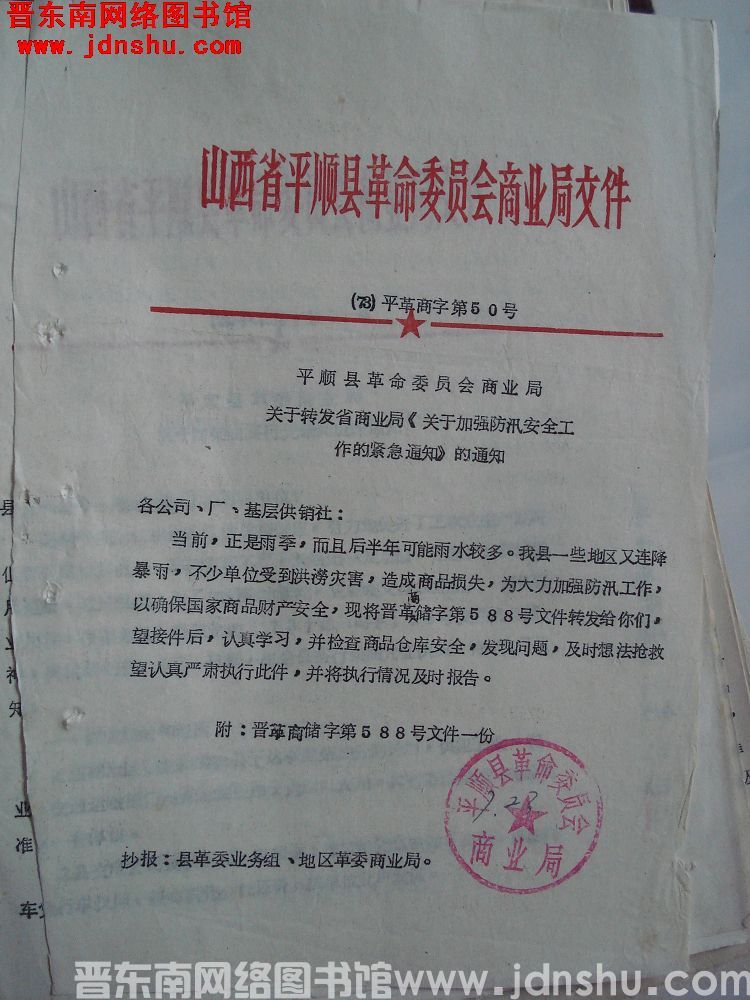 晋东南网络图书馆
www.jdnshu.com
山西省平顺县革命委员会商业局文件
(73)平革商字第50号
平顺县革命委员会商业局
关于转发省商业局《关于加强防汛安全工
作的紧急通知》的通知
各公司、厂、基层供销社：
当前，正是雨季，而且后半年可能雨水较多。我县一些地区又连降
暴雨，不少单位受到洪涝灾害，造成商品损失，为大力加强防汛工作，
以确保国家商品财产安全，现将晋革商储字第588号文件转发给你们，
望接件后，认真学习，并检查商品仓库安全，发现问题，及时想法抢救
望认真严肃执行此件，并将执行情况及时报告。
附：晋革商储字第588号文件一份
平顺县革命委员会
商业局
抄报：县革委业务组、地区革委商业局。
县
业
知
业
准
车
晋东南网络图书馆www.jdnshu.com